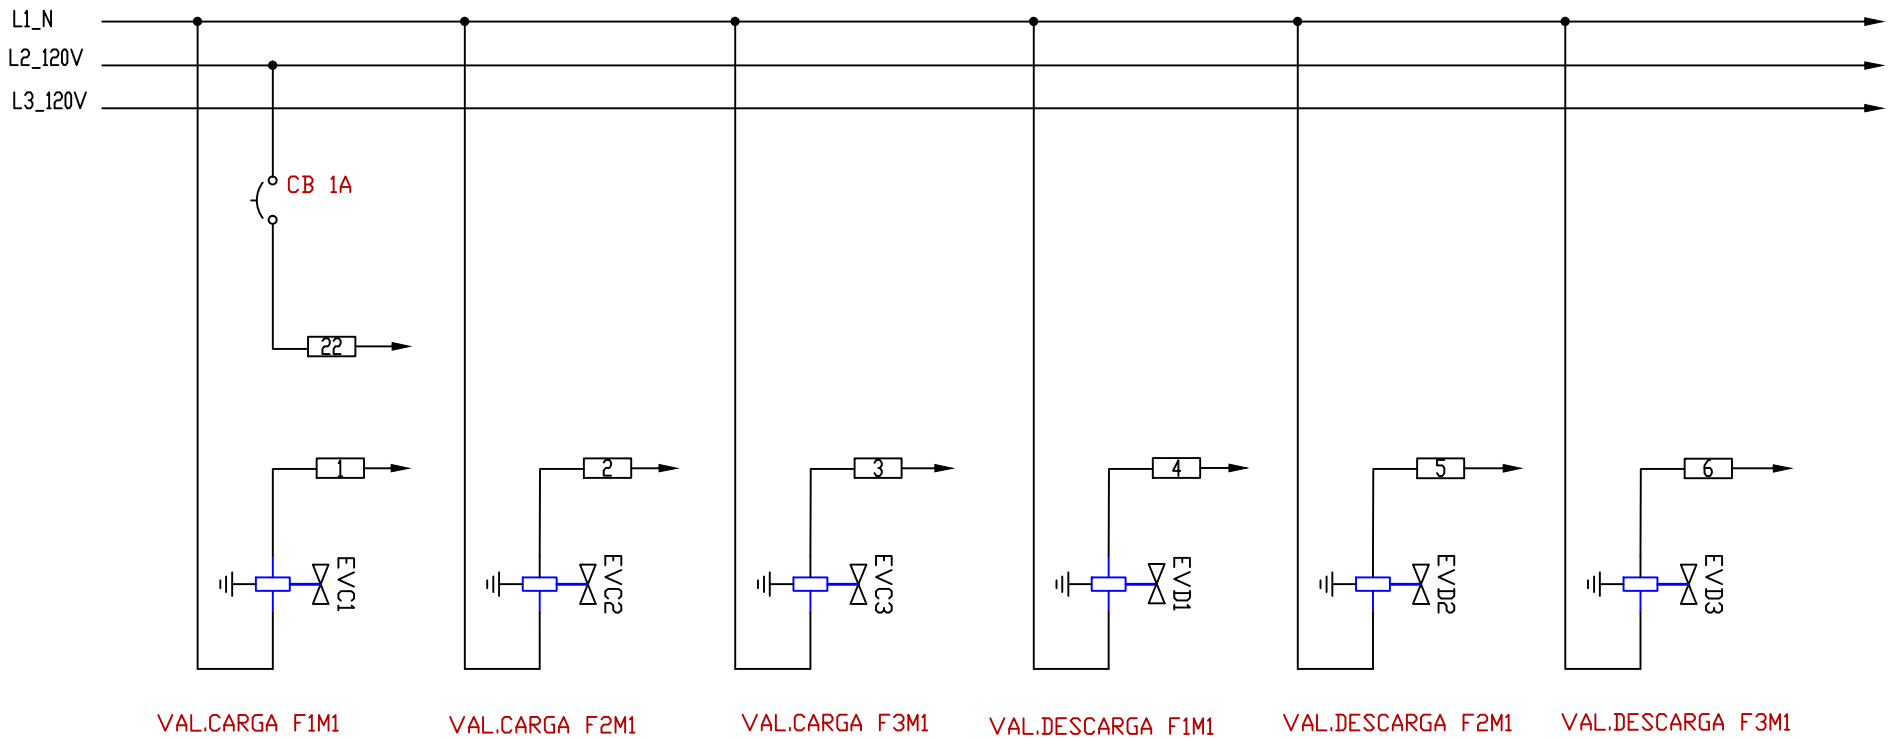 L1_N
L2_120V
L3_120V
CB 1A
22
1
2
3
4
5
6
EVC1
EVC2
EVC3
EVD1
EVD2
EVD3
VAL.CARGA F1M1
VAL.CARGA F2M1
VAL.CARGA F3M1
VAL.DESCARGA F1M1
VAL.DESCARGA F2M1
VAL.DESCARGA F3M1